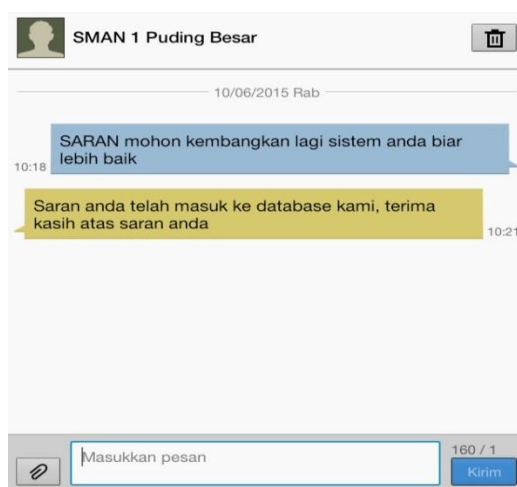 SMAN 1 Puding Besar
10/06/2015 Rab
SARAN mohon kembangkan lagi sistem anda biar
lebih baik
10:18
Saran anda telah masuk ke database kami, terima
kasih atas saran anda
10:21
Masukkan pesan
160 / 1
Kirim